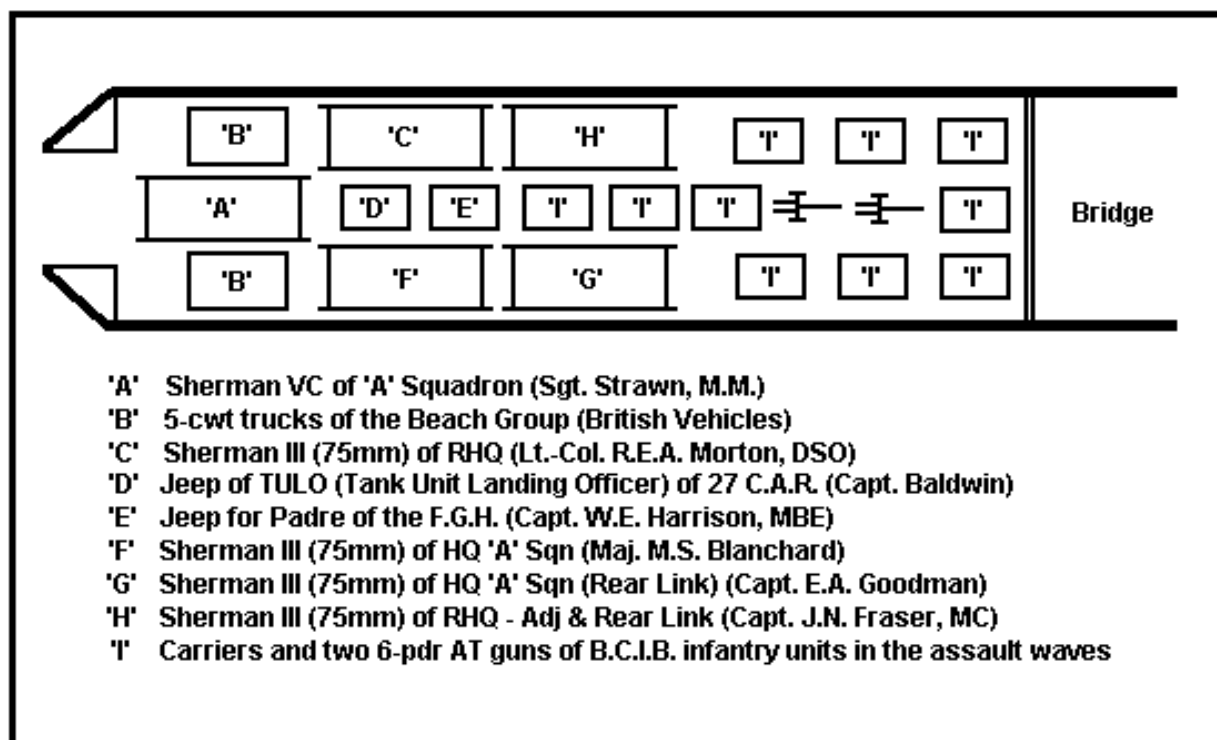 'B' 'C' 'H' 'I' 'I' 'I'
'A' 'D' 'E' 'I' 'I' 'I' 'I' Bridge
'B' 'F' 'G' 'I' 'I' 'I'
'A' Sherman VC of 'A' Squadron (Sgt. Strawn, M.M.)
'B' 5-cwt trucks of the Beach Group (British Vehicles)
'C' Sherman III (75mm) of RHQ (Lt.-Col. R.E.A. Morton, DSO)
'D' Jeep of TULO (Tank Unit Landing Officer) of 27 C.A.R. (Capt. Baldwin)
'E' Jeep for Padre of the F.G.H. (Capt. W.E. Harrison, MBE)
'F' Sherman III (75mm) of HQ 'A' Sqn (Maj. M.S. Blanchard)
'G' Sherman III (75mm) of HQ 'A' Sqn (Rear Link) (Capt. E.A. Goodman)
'H' Sherman III (75mm) of RHQ - Adj & Rear Link (Capt. J.N. Fraser, MC)
'I' Carriers and two 6-pdr AT guns of B.C.I.B. infantry units in the assault waves